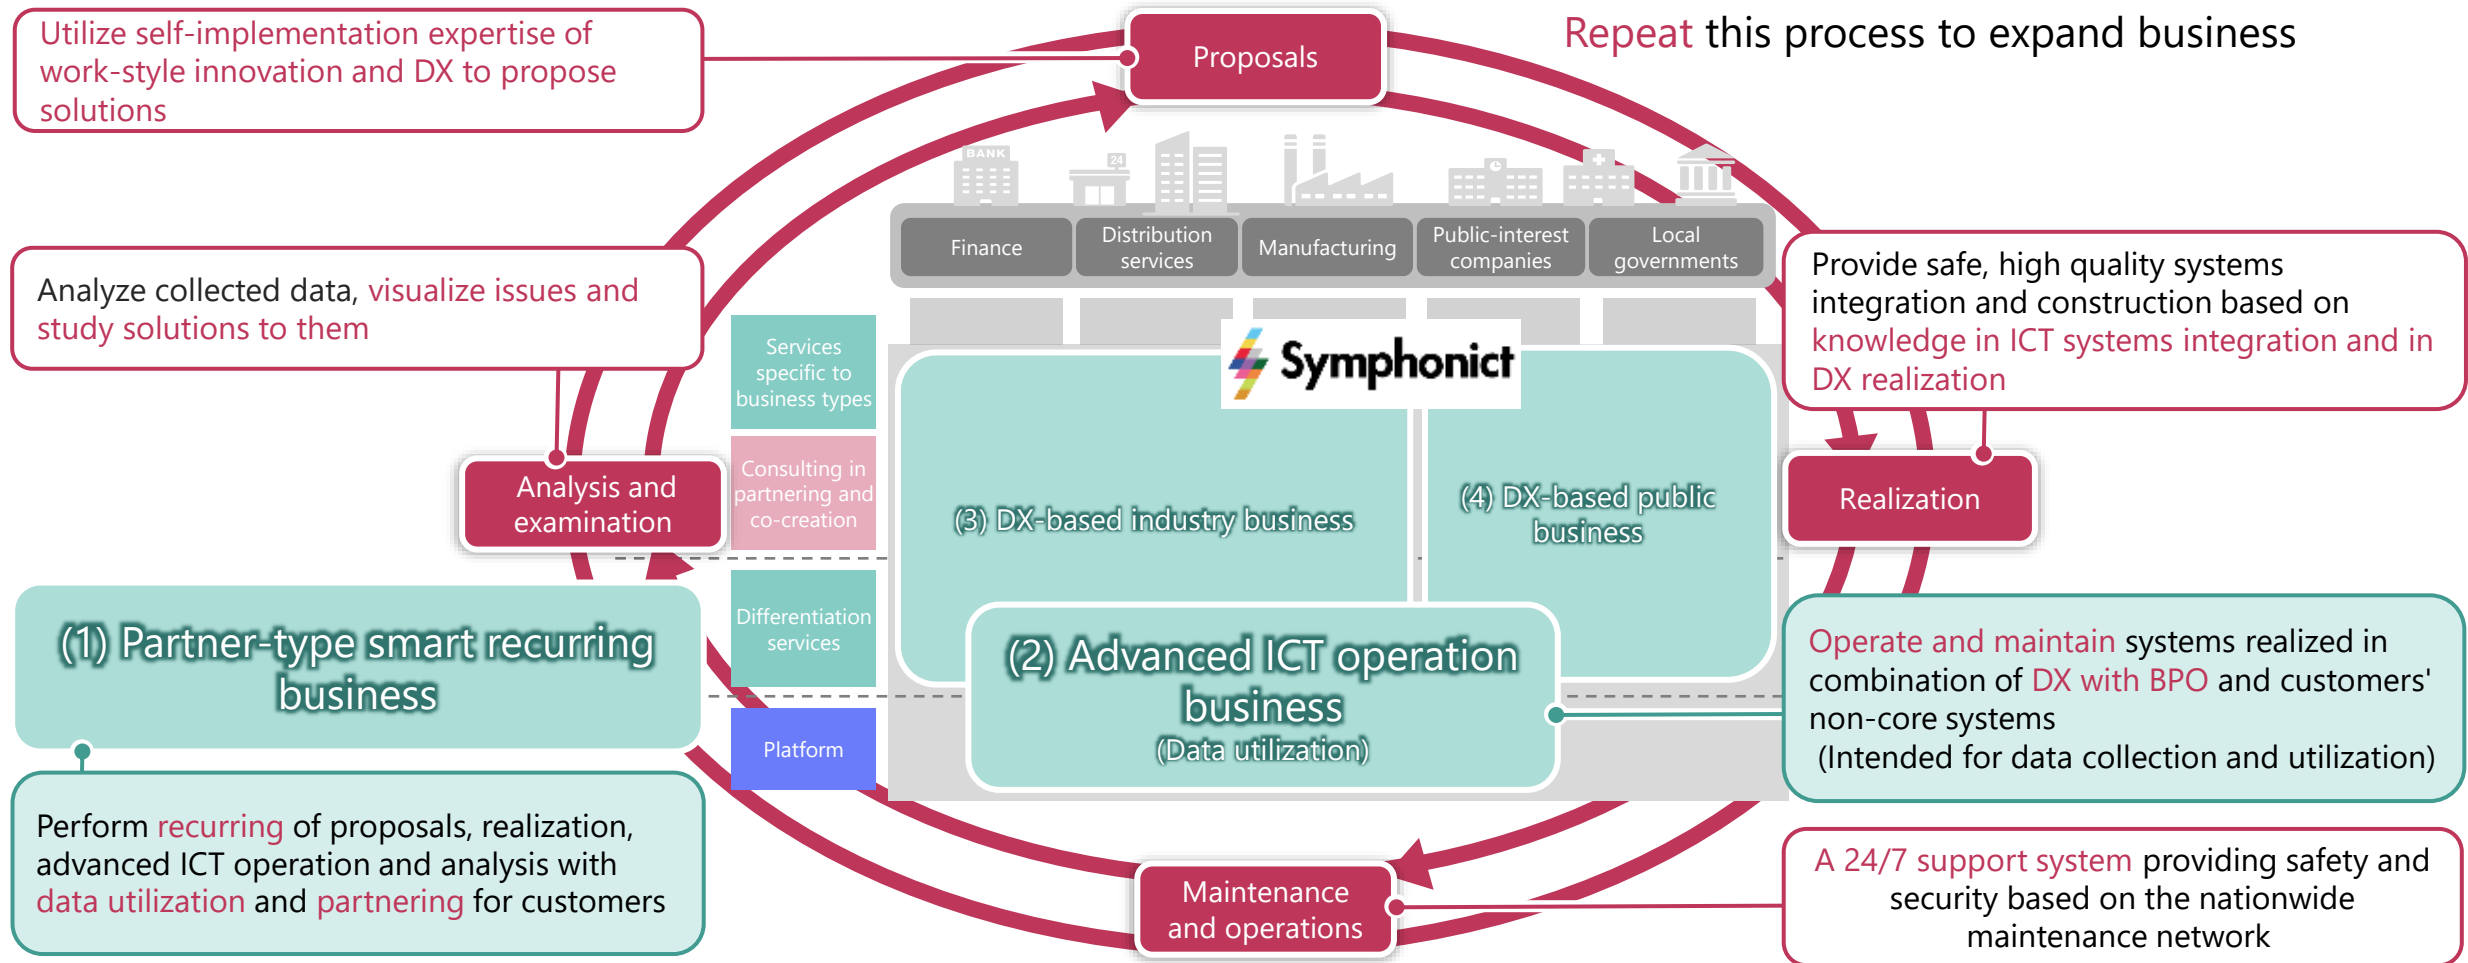 Utilize self-implementation expertise of
work-style innovation and DX to propose
solutions
Proposals
Repeat this process to expand business
BANK
24
Finance
Distribution
services
Manufacturing
Public-interest
companies
Local
governments
Analyze collected data, visualize issues and
study solutions to them
Provide safe, high quality systems
integration and construction based on
knowledge in ICT systems integration and in
DX realization
Symphonict
Services
specific to
business types
Consulting in
partnering and
co-creation
Differentiation
services
Platform
Analysis and
examination
(3) DX-based industry business
(4) DX-based public
business
Realization
(1) Partner-type smart recurring
business
(2) Advanced ICT operation
business
(Data utilization)
Operate and maintain systems realized in
combination of DX with BPO and customers'
non-core systems
(Intended for data collection and utilization)
Perform recurring of proposals, realization,
advanced ICT operation and analysis with
data utilization and partnering for customers
Maintenance
and operations
A 24/7 support system providing safety and
security based on the nationwide
maintenance network